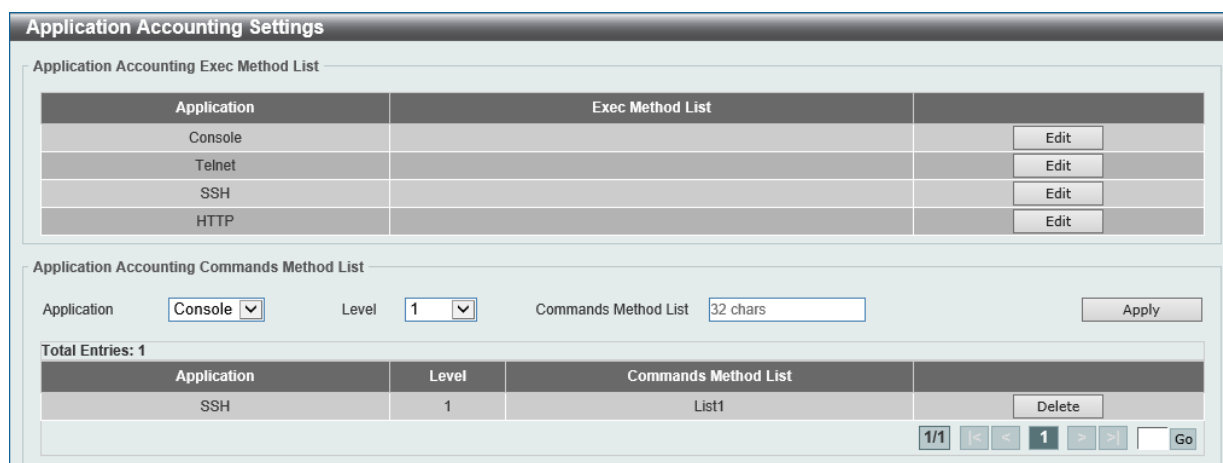 Application Accounting Settings
Application Accounting Exec Method List
Application Exec Method List
Console Edit
Telnet Edit
SSH Edit
HTTP Edit
Application Accounting Commands Method List
Application Console Level 1 Commands Method List 32 chars Apply
Total Entries: 1
Application Level Commands Method List
SSH 1 List1 Delete
1/1 |< < 1 > >| Go